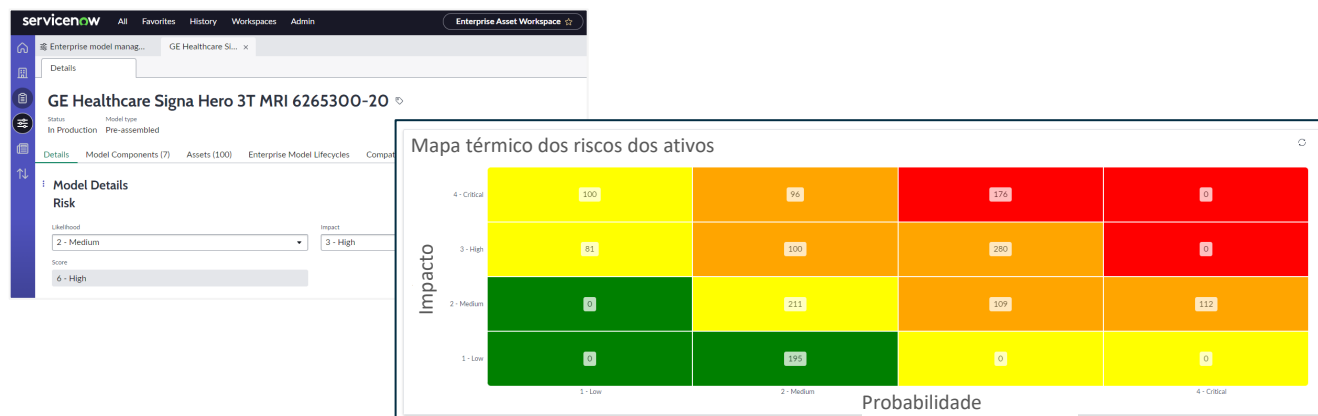 servicenow All Favorites History Workspaces Admin Enterprise Asset Workspace
Enterprise model manag... GE Healthcare Si... ×
Details
GE Healthcare Signa Hero 3T MRI 6265300-20
Status Model type
In Production Pre-assembled
Details Model Components (7) Assets (100) Enterprise Model Lifecycles Compat
Model Details
Risk
Likelihood Impact
2 - Medium 3 - High
Score
6 - High
Mapa térmico dos riscos dos ativos
Impacto
4 - Critical 100 96 176 0
3 - High 81 100 280 0
2 - Medium 0 211 109 112
1 - Low 0 195 0 0
1 - Low 2 - Medium 4 - Critical
Probabilidade